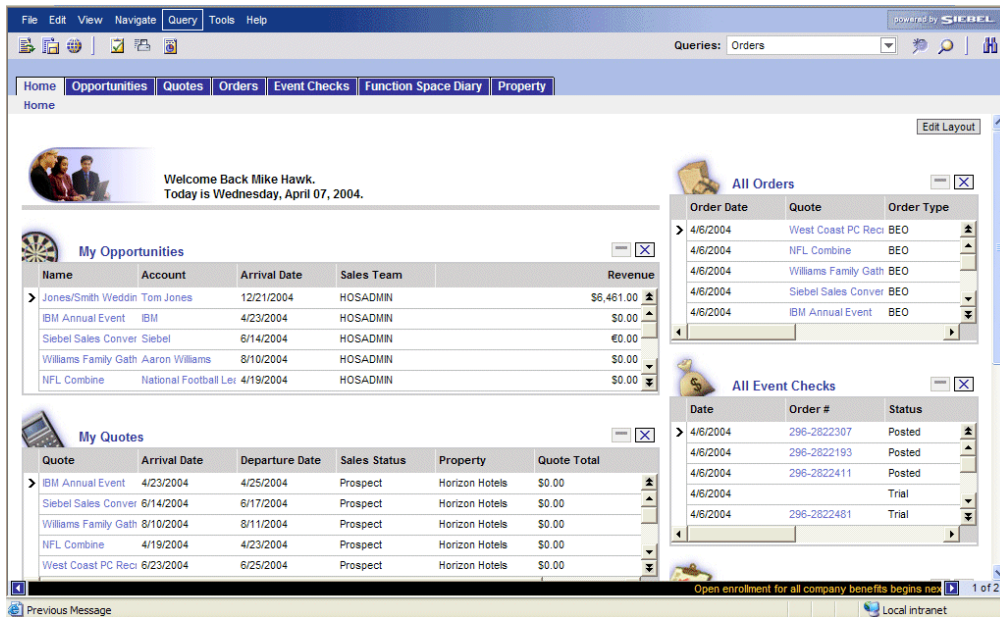 File Edit View Navigate Query Tools Help
powered by SIEBEL
Queries: Orders
Home Opportunities Quotes Orders Event Checks Function Space Diary Property
Home
Edit Layout
Welcome Back Mike Hawk.
Today is Wednesday, April 07, 2004.
My Opportunities
Name Account Arrival Date Sales Team Revenue
Jones/Smith Weddin Tom Jones 12/21/2004 HOSADMIN $6,461.00
IBM Annual Event IBM 4/23/2004 HOSADMIN $0.00
Siebel Sales Conver Siebel 6/14/2004 HOSADMIN €0.00
Williams Family Gath Aaron Williams 8/10/2004 HOSADMIN $0.00
NFL Combine National Football Lea 4/19/2004 HOSADMIN $0.00
My Quotes
Quote Arrival Date Departure Date Sales Status Property Quote Total
IBM Annual Event 4/23/2004 4/25/2004 Prospect Horizon Hotels $0.00
Siebel Sales Conver 6/14/2004 6/17/2004 Prospect Horizon Hotels $0.00
Williams Family Gath 8/10/2004 8/11/2004 Prospect Horizon Hotels $0.00
NFL Combine 4/19/2004 4/23/2004 Prospect Horizon Hotels $0.00
West Coast PC Reci 6/23/2004 6/25/2004 Prospect Horizon Hotels $0.00
All Orders
Order Date Quote Order Type
4/6/2004 West Coast PC Reci BEO
4/6/2004 NFL Combine BEO
4/6/2004 Williams Family Gath BEO
4/6/2004 Siebel Sales Conver BEO
4/6/2004 IBM Annual Event BEO
All Event Checks
Date Order # Status
4/6/2004 296-2822307 Posted
4/6/2004 296-2822193 Posted
4/6/2004 296-2822411 Posted
4/6/2004 Trial
4/6/2004 296-2822481 Trial
Open enrollment for all company benefits begins nex 1 of 2
Previous Message Local intranet